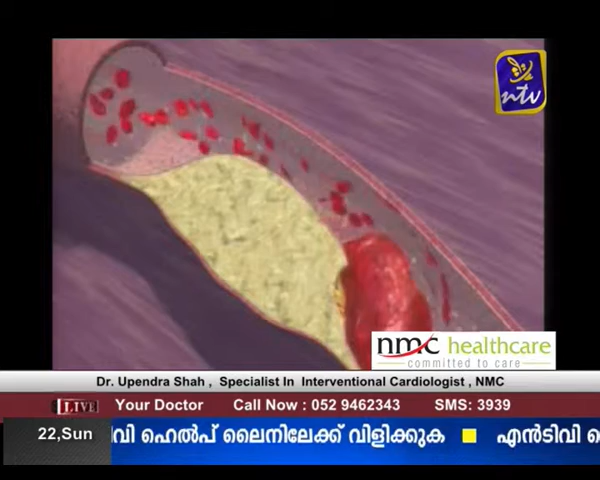 ntv
nmc healthcare
committed to care
Dr. Upendra Shah , Specialist In Interventional Cardiologist , NMC
LIVE Your Doctor Call Now : 052 9462343 SMS: 3939
22,Sun ഹെൽപ് ലൈനിലേക്ക് വിളിക്കുക എൻടിവി